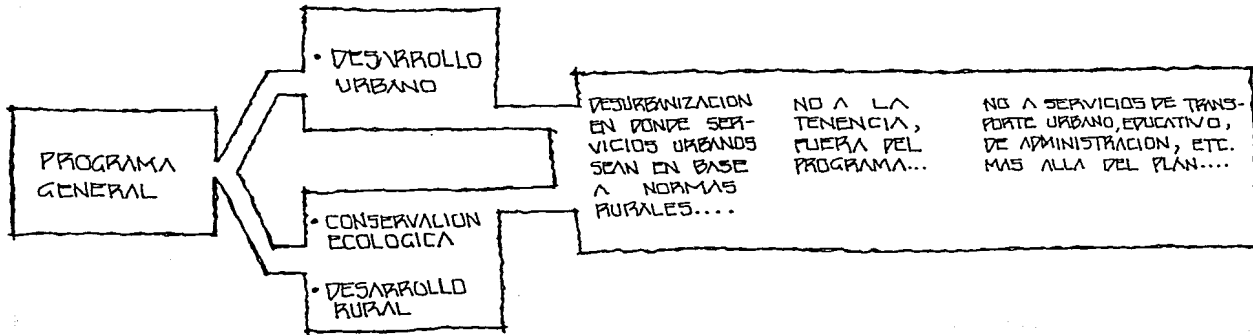 PROGRAMA
GENERAL
• DESARROLLO
URBANO
• CONSERVACION
ECOLOGICA
• DESARROLLO
RURAL
DESURBANIZACION
EN DONDE SER-
VICIOS URBANOS
SEAN EN BASE
A NORMAS
RURALES....
NO A LA
TENENCIA,
FUERA DEL
PROGRAMA...
NO A SERVICIOS DE TRANS-
PORTE URBANO, EDUCATIVO,
DE ADMINISTRACION, ETC.
MAS ALLA DEL PLAN....